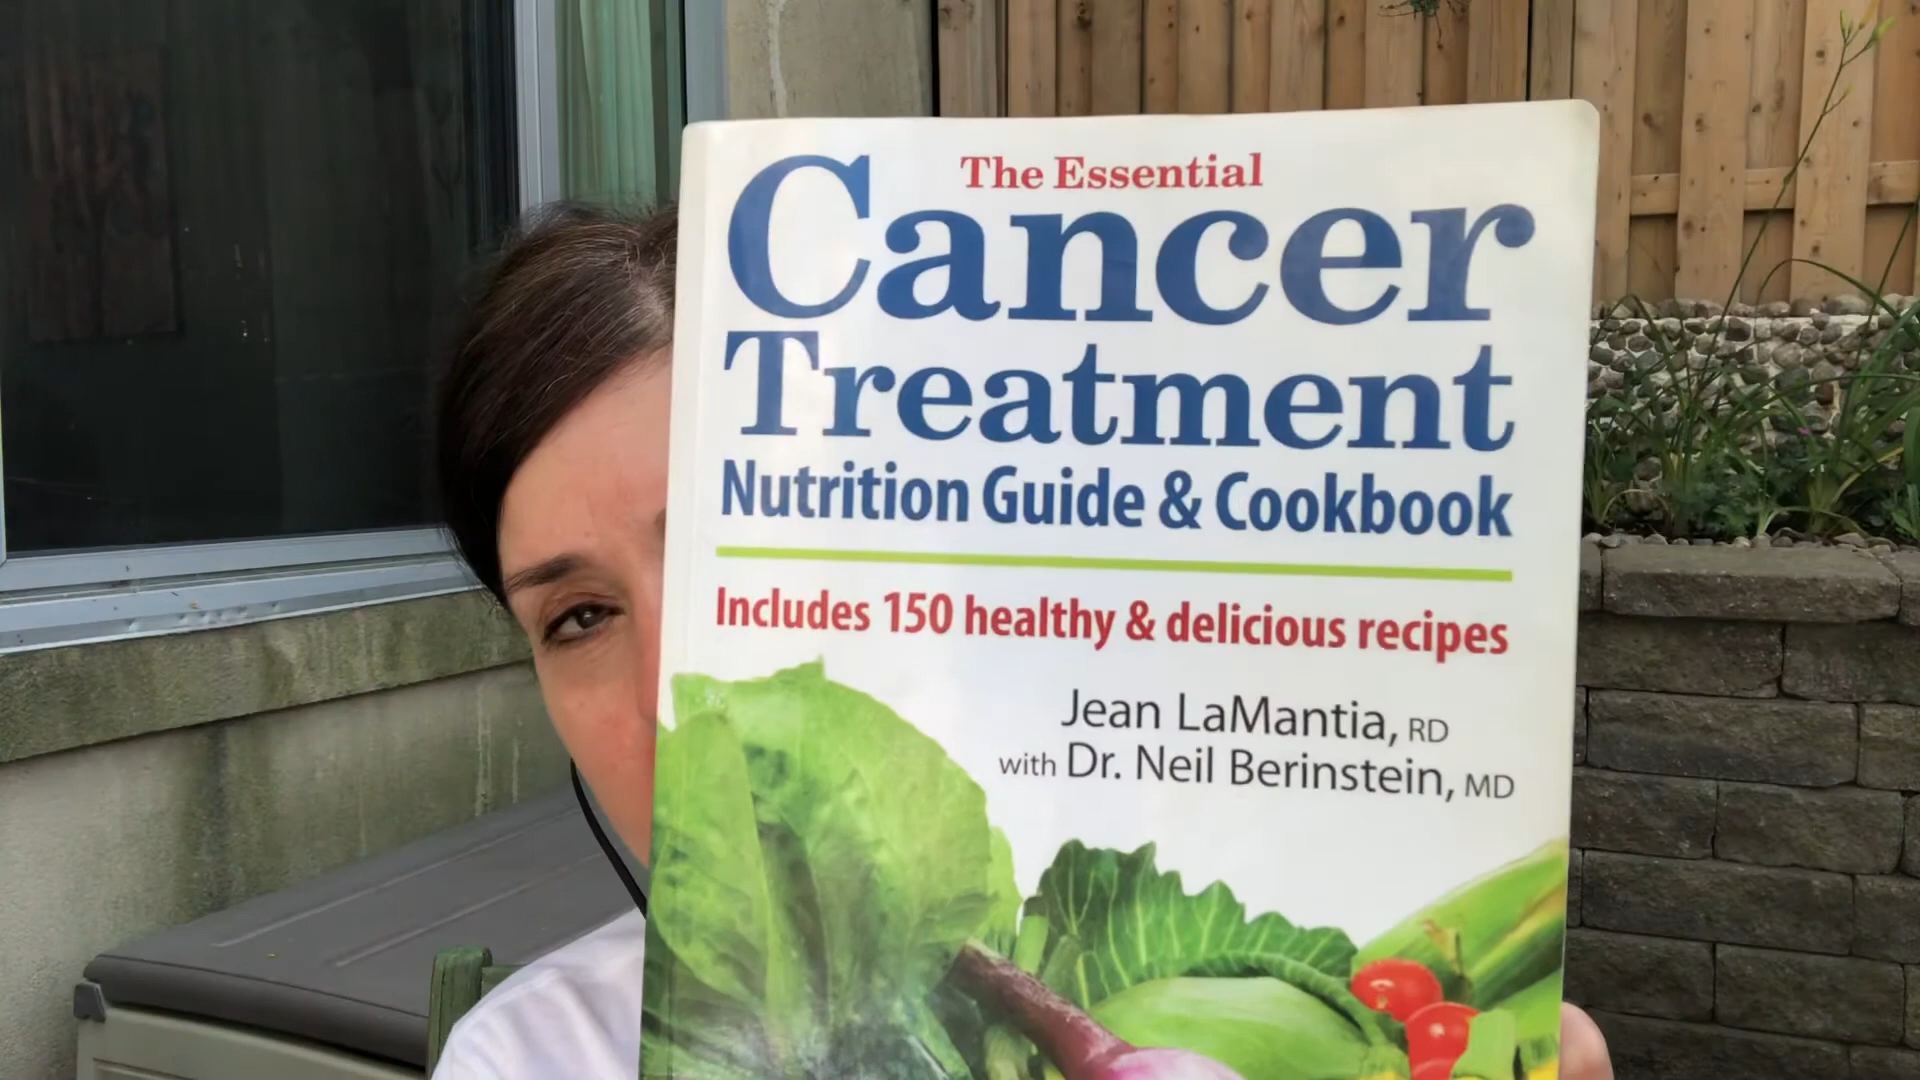 The Essential
Cancer
Treatment
Nutrition Guide & Cookbook
Includes 150 healthy & delicious recipes
Jean LaMantia, RD
with Dr. Neil Berinstein, MD